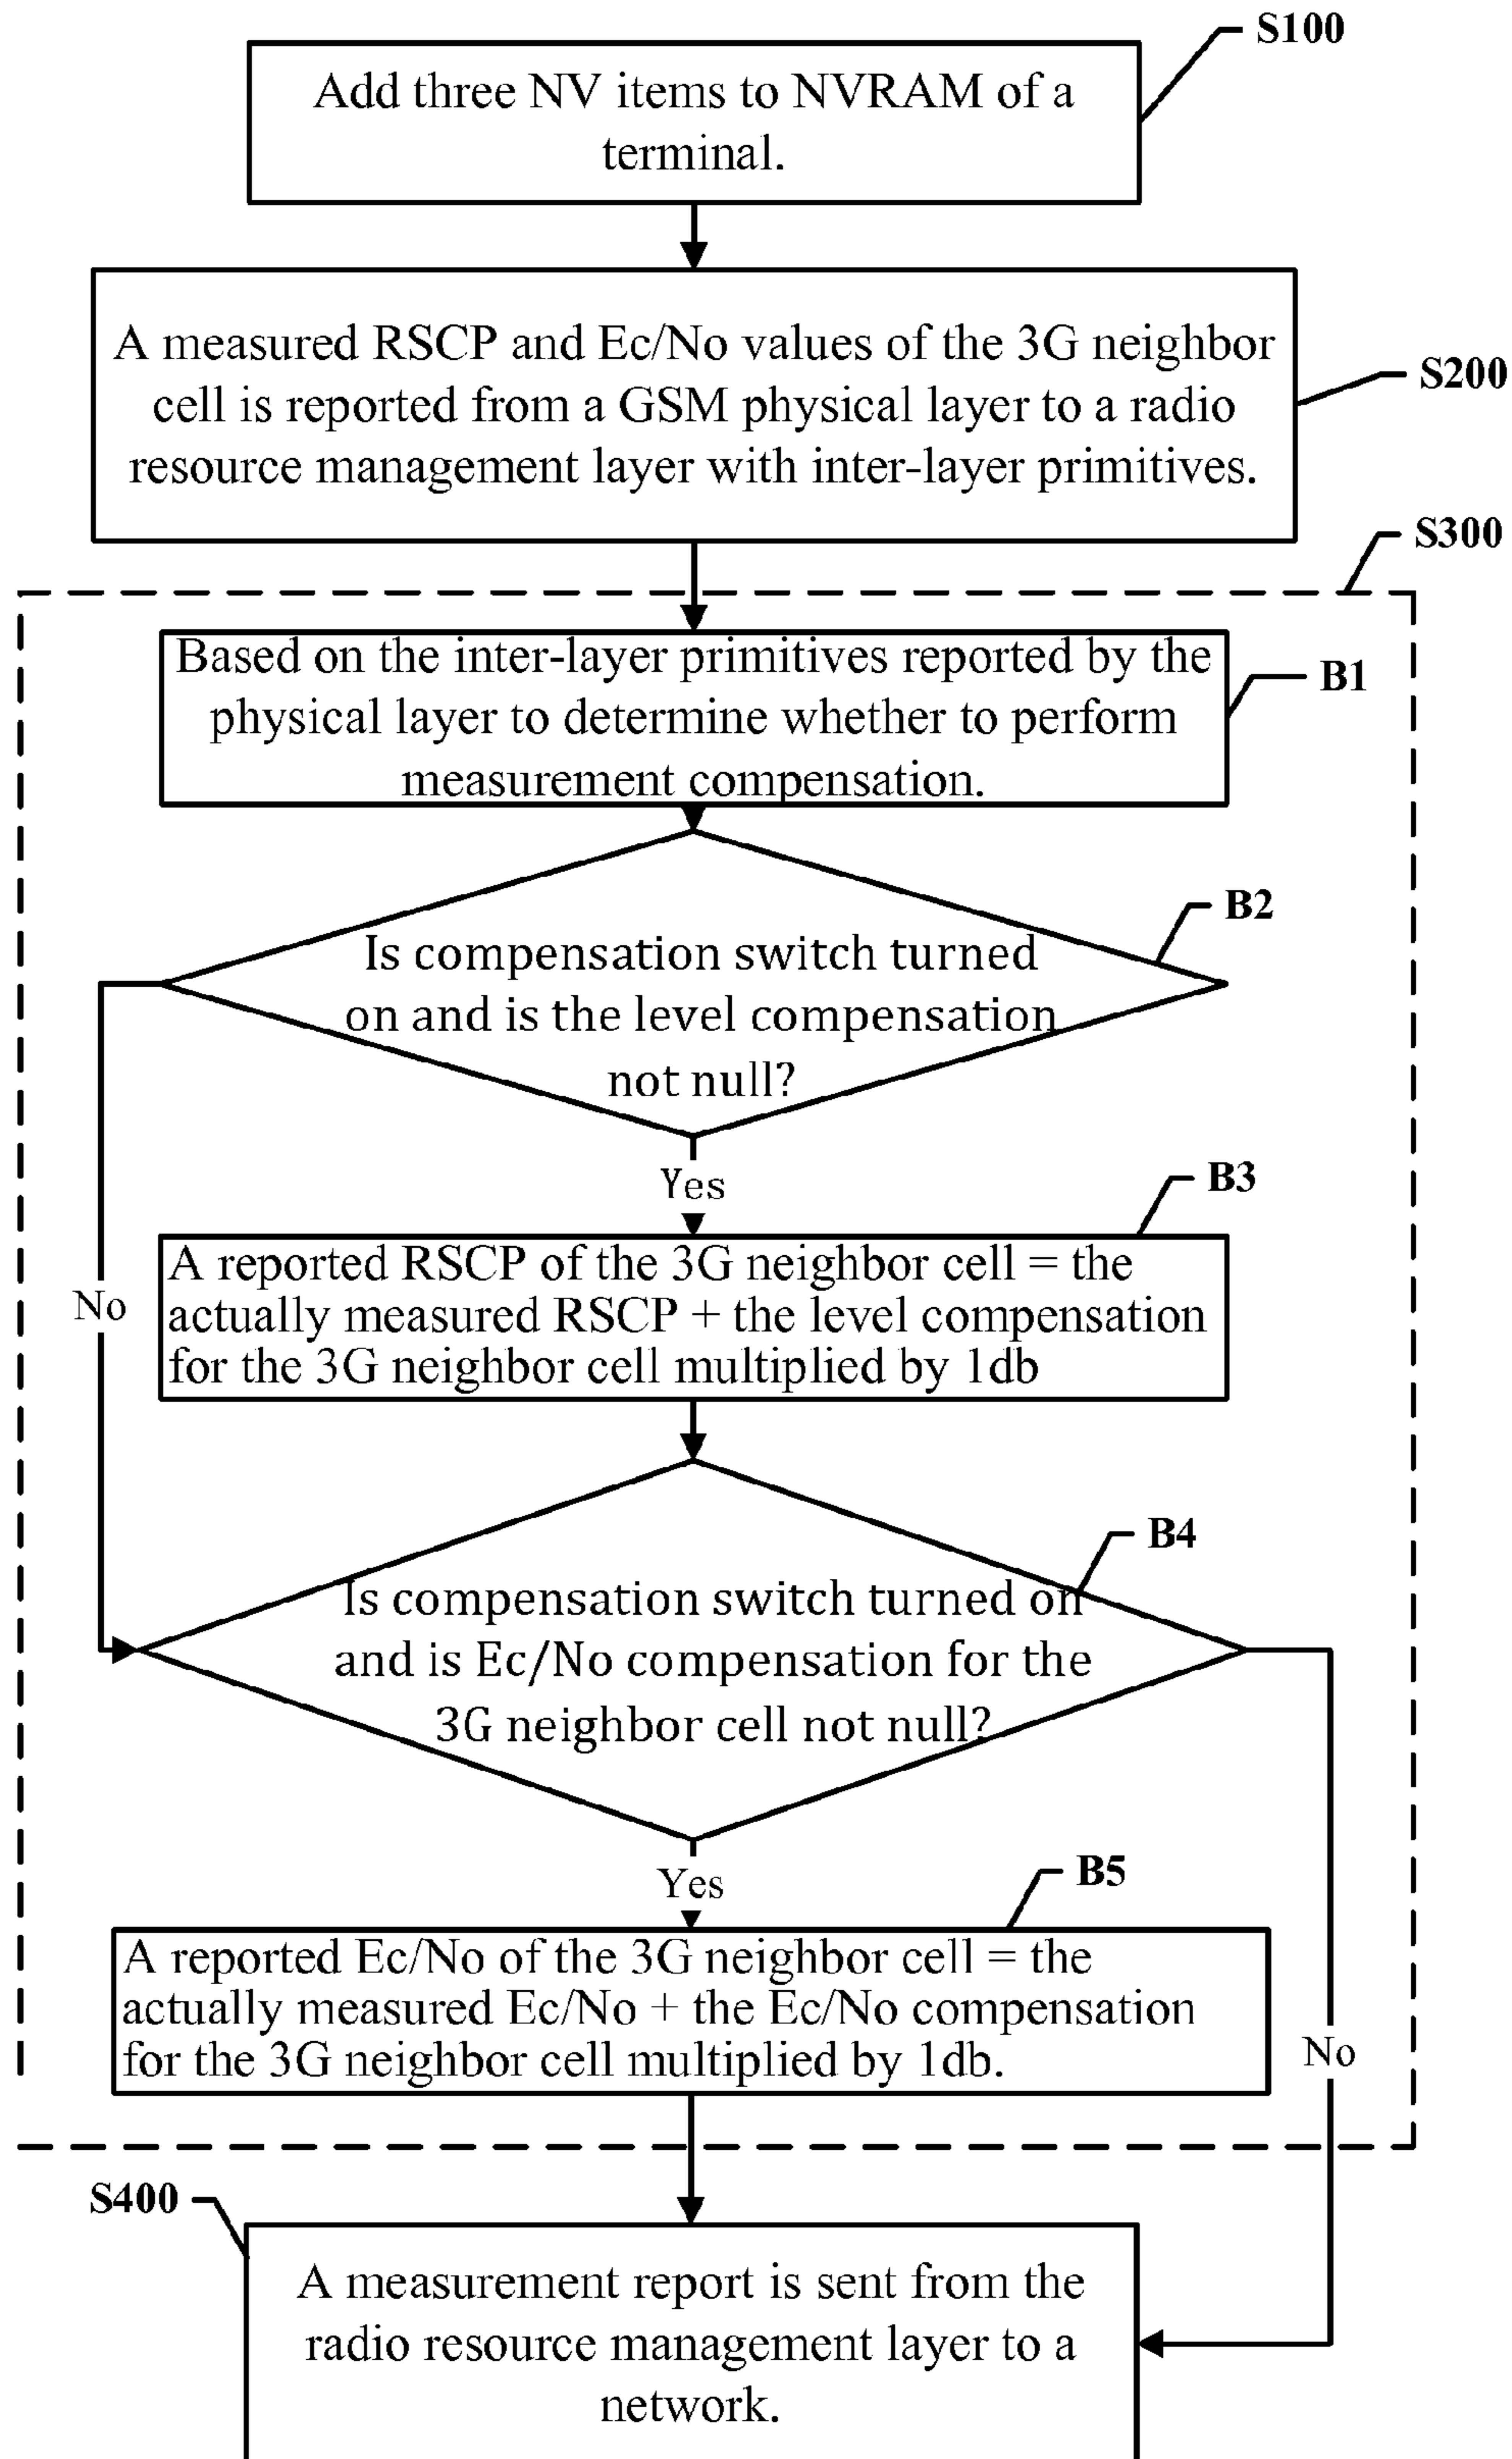 S100
Add three NV items to NVRAM of a
terminal.
S200
A measured RSCP and Ec/No values of the 3G neighbor
cell is reported from a GSM physical layer to a radio
resource management layer with inter-layer primitives.
S300
B1
Based on the inter-layer primitives reported by the
physical layer to determine whether to perform
measurement compensation.
B2
Is compensation switch turned
on and is the level compensation
not null?
Yes
No
B3
A reported RSCP of the 3G neighbor cell = the
actually measured RSCP + the level compensation
for the 3G neighbor cell multiplied by 1db
B4
Is compensation switch turned on
and is Ec/No compensation for the
3G neighbor cell not null?
Yes
No
B5
A reported Ec/No of the 3G neighbor cell = the
actually measured Ec/No + the Ec/No compensation
for the 3G neighbor cell multiplied by 1db.
S400
A measurement report is sent from the
radio resource management layer to a
network.